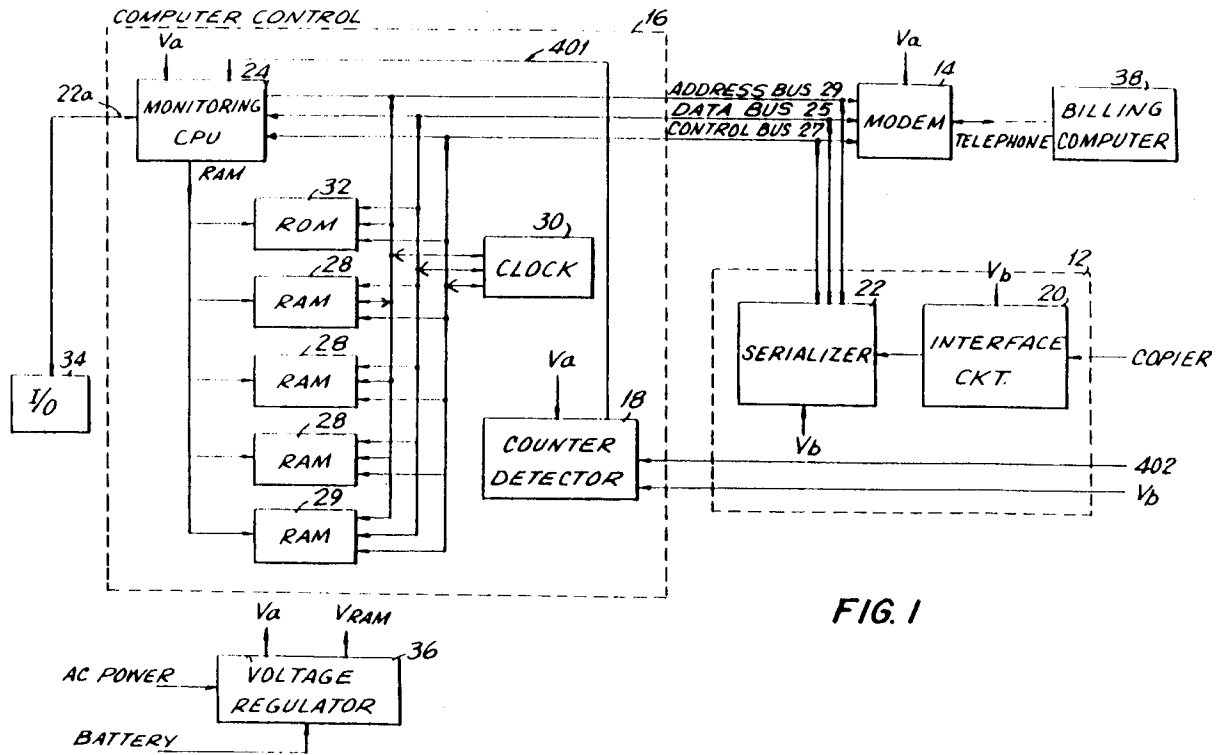 COMPUTER CONTROL
16
Va
401
24
22a
MONITORING
CPU
RAM
ADDRESS BUS 29
DATA BUS 25
CONTROL BUS 27
Va
14
MODEM
TELEPHONE
38
BILLING
COMPUTER
32
ROM
30
CLOCK
28
RAM
28
RAM
28
RAM
29
RAM
34
I/O
Va
18
COUNTER
DETECTOR
12
22
SERIALIZER
Vb
Vb
20
INTERFACE
CKT.
COPIER
402
Vb
Va
VRAM
36
AC POWER
VOLTAGE
REGULATOR
BATTERY
FIG. 1